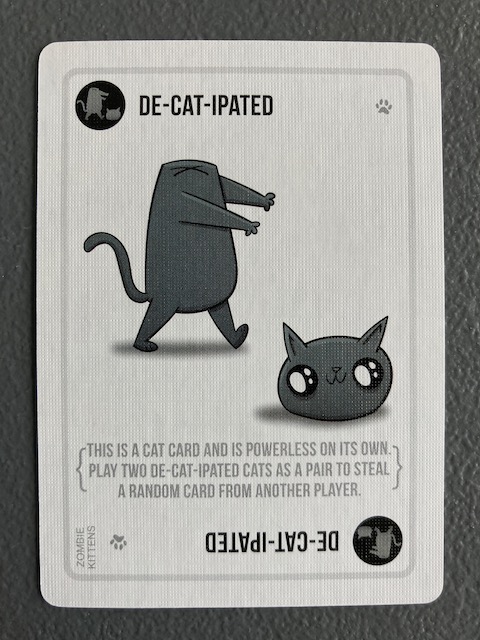 DE-CAT-IPATED
THIS IS A CAT CARD AND IS POWERLESS ON ITS OWN.
PLAY TWO DE-CAT-IPATED CATS AS A PAIR TO STEAL
A RANDOM CARD FROM ANOTHER PLAYER.
ZOMBIE
KITTENS
DE-CAT-IPATED